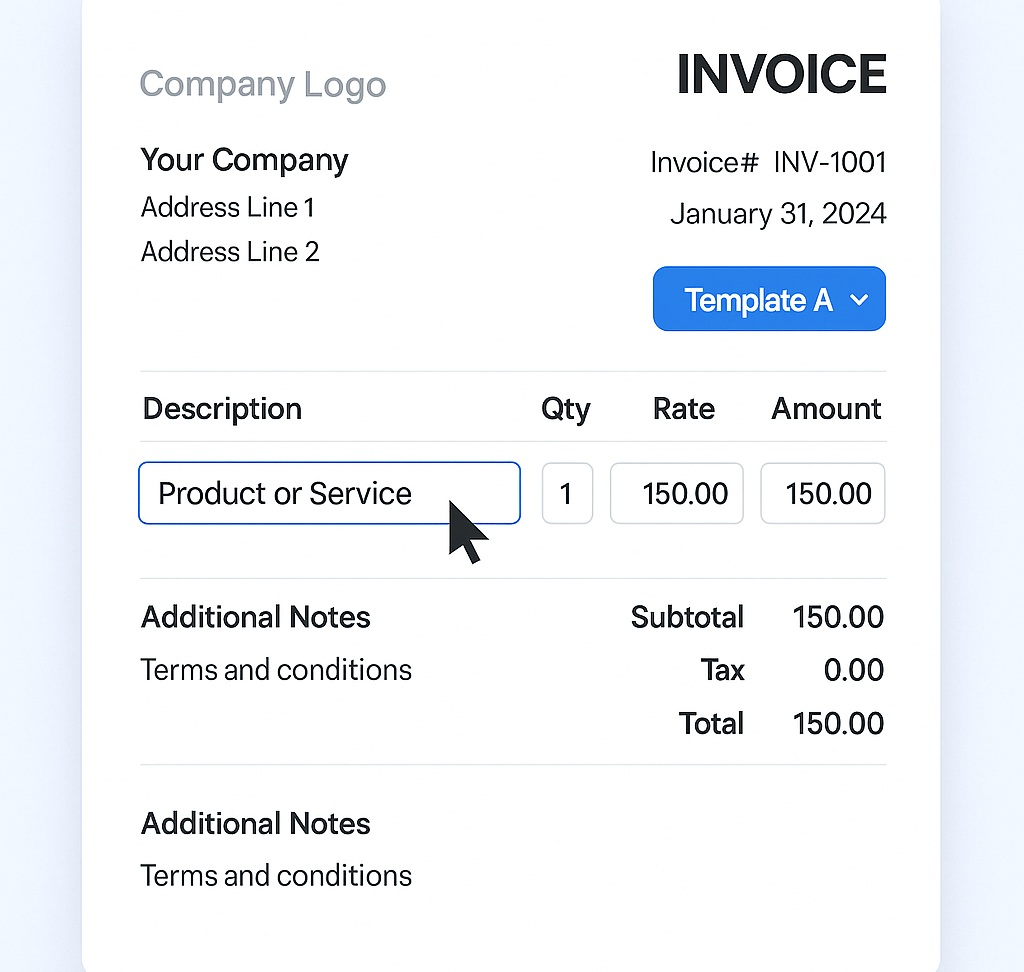 Company Logo
INVOICE
Your Company
Invoice# INV-1001
Address Line 1
January 31, 2024
Address Line 2
Template A
Description Qty Rate Amount
Product or Service 1 150.00 150.00
Additional Notes Subtotal 150.00
Terms and conditions Tax 0.00
Total 150.00
Additional Notes
Terms and conditions